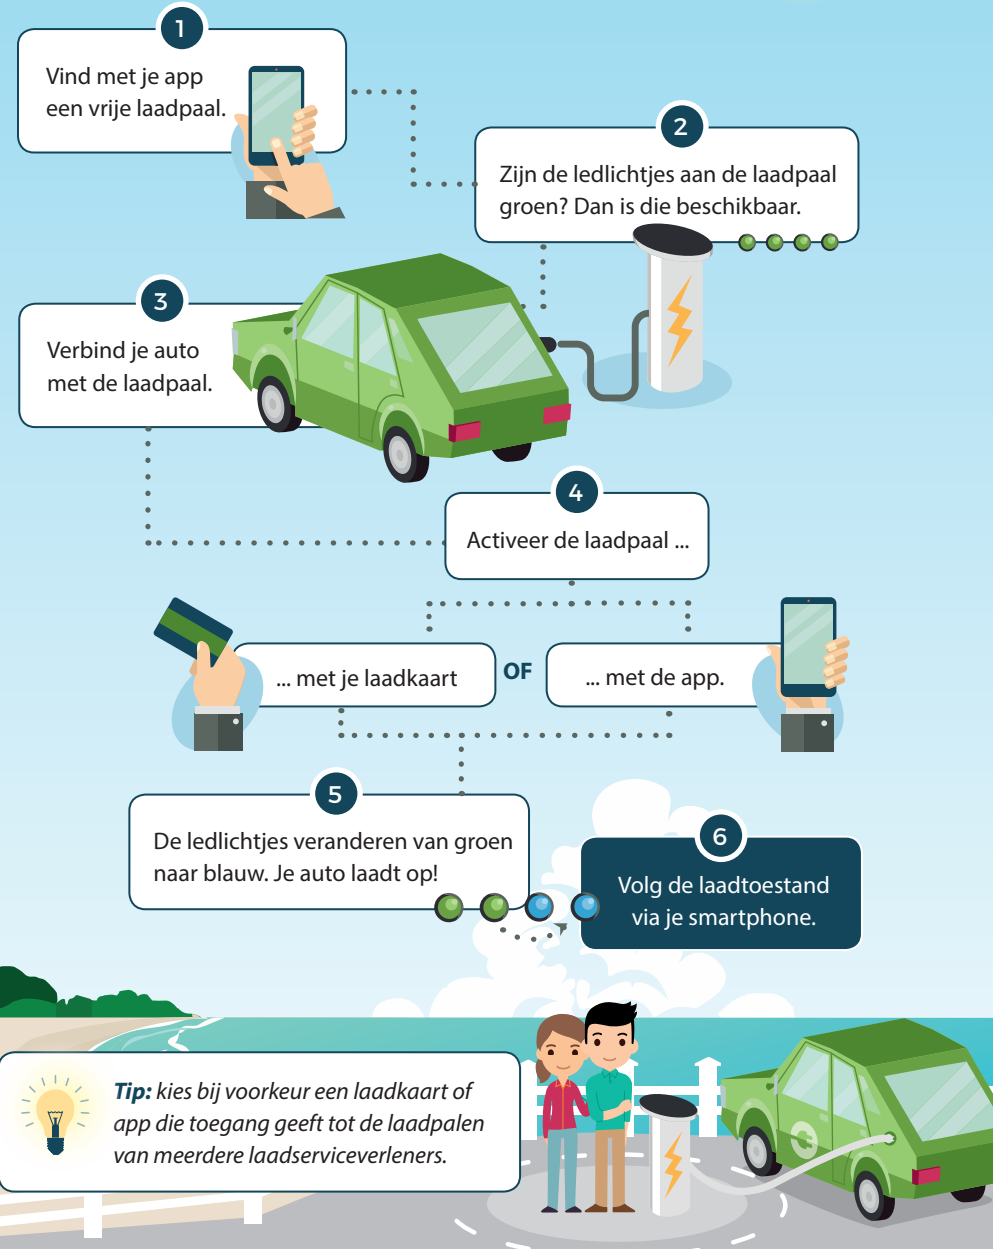 1
Vind met je app
een vrije laadpaal.
2
Zijn de ledlichtjes aan de laadpaal
groen? Dan is die beschikbaar.
3
Verbind je auto
met de laadpaal.
4
Activeer de laadpaal ...
... met je laadkaart
OF
... met de app.
5
De ledlichtjes veranderen van groen
naar blauw. Je auto laadt op!
6
Volg de laadtoestand
via je smartphone.
Tip: kies bij voorkeur een laadkaart of
app die toegang geeft tot de laadpalen
van meerdere laadserviceverleners.